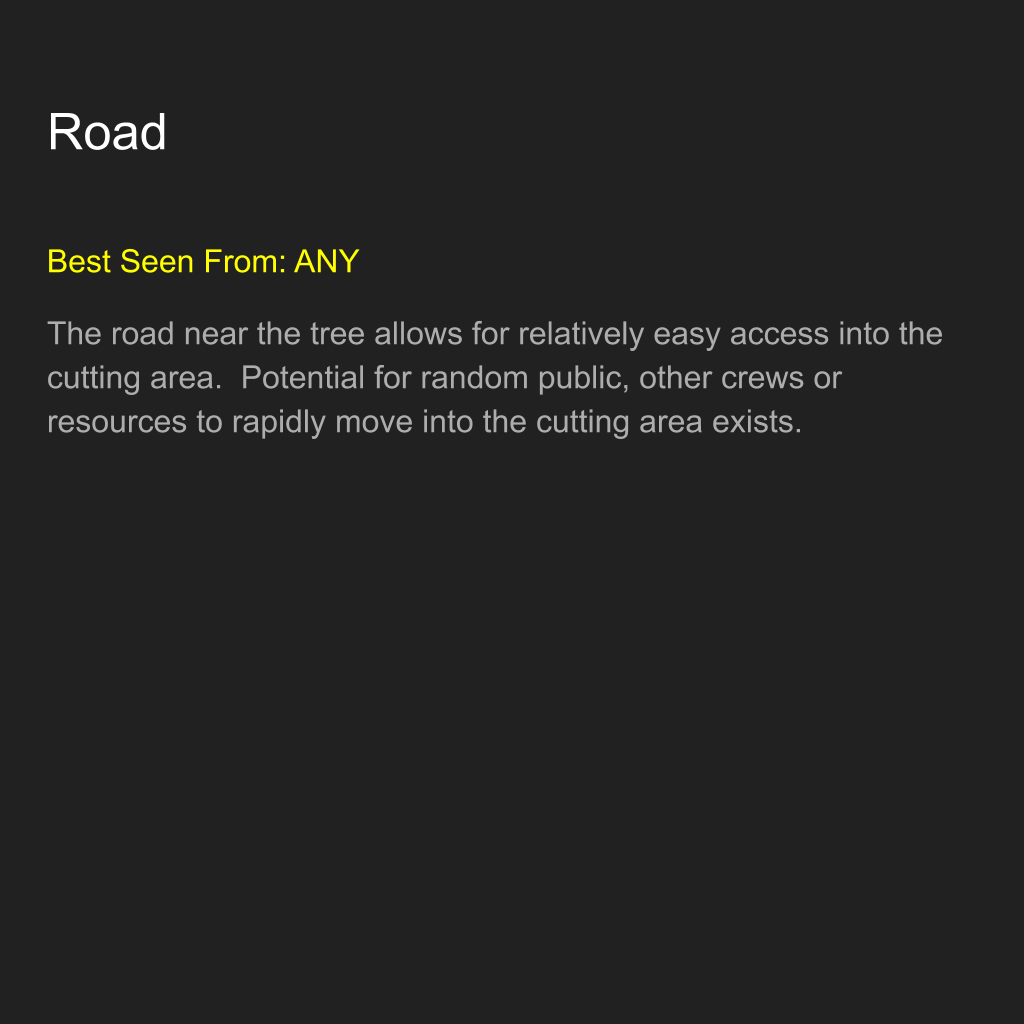 Road
Best Seen From: ANY
The road near the tree allows for relatively easy access into the
cutting area.  Potential for random public, other crews or
resources to rapidly move into the cutting area exists.